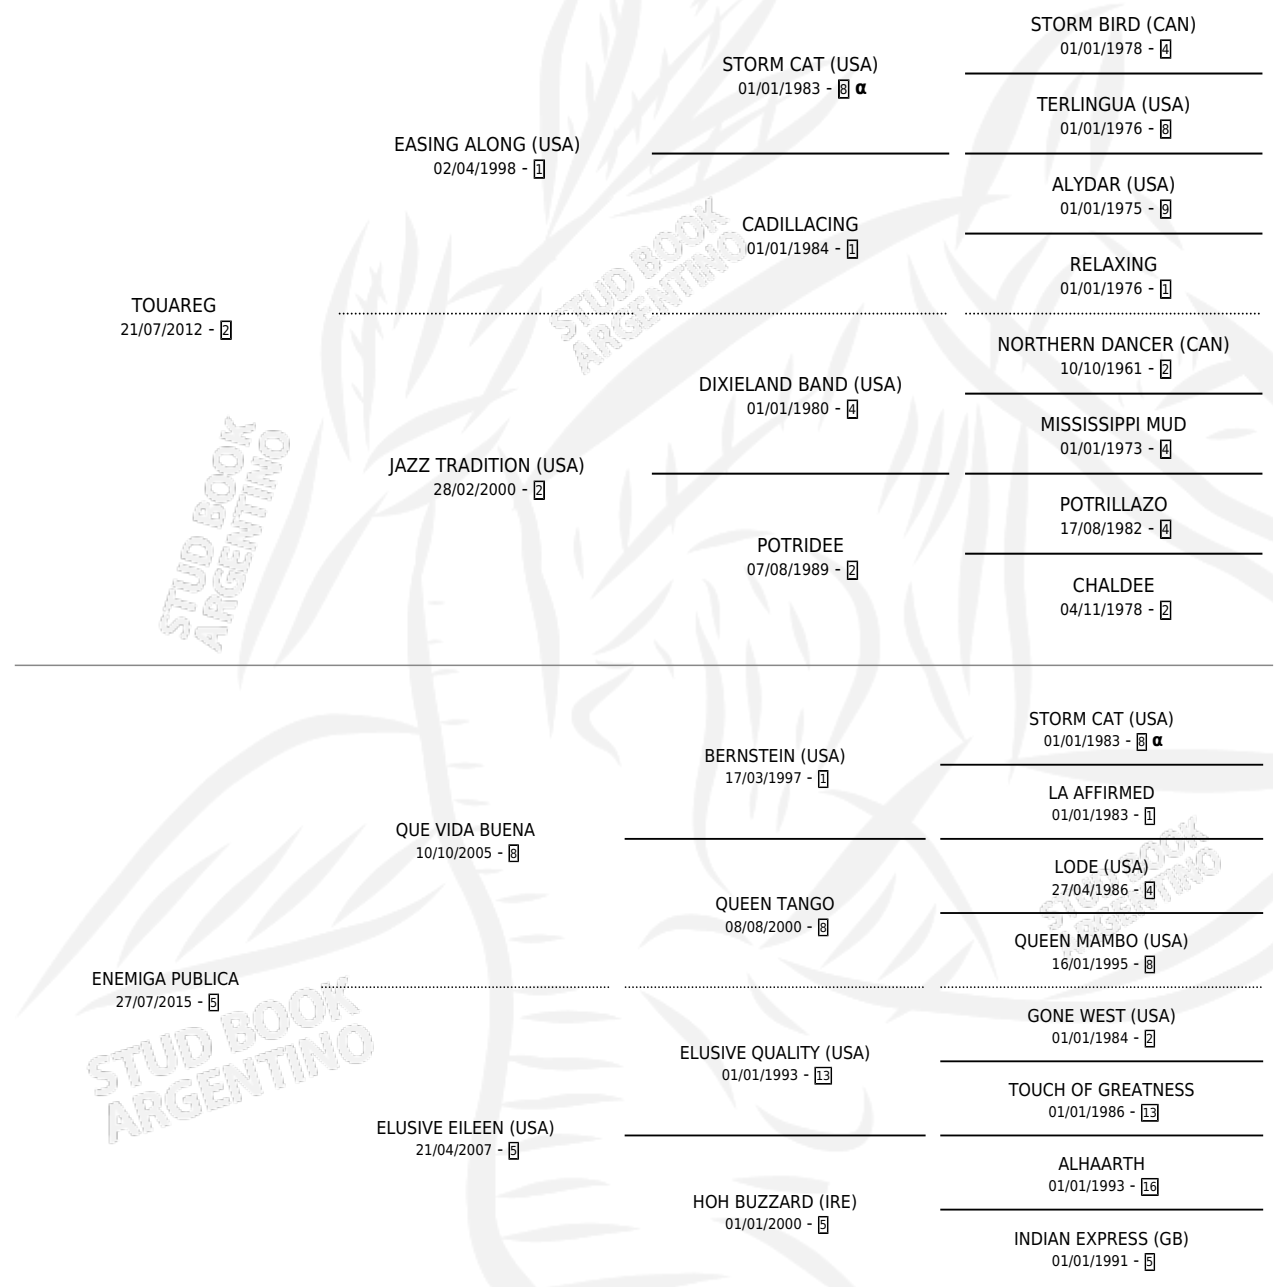 STORM BIRD (CAN)
01/01/1978 - 4
STORM CAT (USA)
01/01/1983 - 8 α
TERLINGUA (USA)
01/01/1976 - 8
EASING ALONG (USA)
02/04/1998 - 1
ALYDAR (USA)
01/01/1975 - 9
CADILLACING
01/01/1984 - 1
RELAXING
01/01/1976 - 1
TOUAREG
21/07/2012 - 2
NORTHERN DANCER (CAN)
10/10/1961 - 2
DIXIELAND BAND (USA)
01/01/1980 - 4
MISSISSIPPI MUD
01/01/1973 - 4
JAZZ TRADITION (USA)
28/02/2000 - 2
POTRILLAZO
17/08/1982 - 4
POTRIDEE
07/08/1989 - 2
CHALDEE
04/11/1978 - 2
STUD BOOK
ARGENTINO
STUD BOOK
ARGENTINO
STORM CAT (USA)
01/01/1983 - 8 α
BERNSTEIN (USA)
17/03/1997 - 1
LA AFFIRMED
01/01/1983 - 1
QUE VIDA BUENA
10/10/2005 - 8
LODE (USA)
27/04/1986 - 4
QUEEN TANGO
08/08/2000 - 8
QUEEN MAMBO (USA)
16/01/1995 - 8
ENEMIGA PUBLICA
27/07/2015 - 5
GONE WEST (USA)
01/01/1984 - 2
ELUSIVE QUALITY (USA)
01/01/1993 - 13
TOUCH OF GREATNESS
01/01/1986 - 13
ELUSIVE EILEEN (USA)
21/04/2007 - 5
ALHAARTH
01/01/1993 - 16
HOH BUZZARD (IRE)
01/01/2000 - 5
INDIAN EXPRESS (GB)
01/01/1991 - 5
STUD BOOK
ARGENTINO
STUD BOOK
ARGENTINO